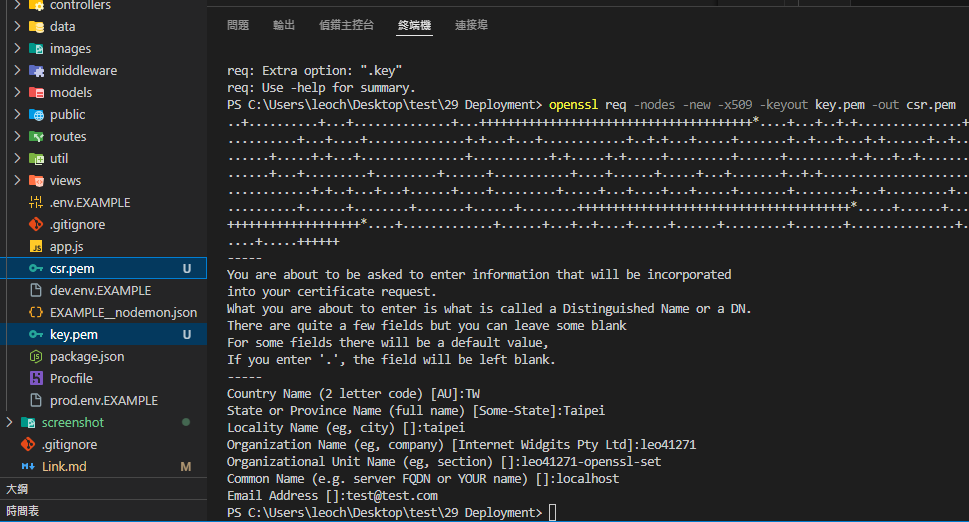 controllers
data
images
middleware
models
public
routes
util
views
.env.EXAMPLE
.gitignore
app.js
csr.pem U
dev.env.EXAMPLE
EXAMPLE__nodemon.json
key.pem U
package.json
Procfile
prod.env.EXAMPLE
screenshot
.gitignore
Link.md M
大綱
時間表
問題 輸出 偵錯主控台 終端機 連接埠
req: Extra option: ".key"
req: Use -help for summary.
PS C:\Users\leoch\Desktop\test\29 Deployment> openssl req -nodes -new -x509 -keyout key.pem -out csr.pem
-----
You are about to be asked to enter information that will be incorporated
into your certificate request.
What you are about to enter is what is called a Distinguished Name or a DN.
There are quite a few fields but you can leave some blank
For some fields there will be a default value,
If you enter '.', the field will be left blank.
-----
Country Name (2 letter code) [AU]:TW
State or Province Name (full name) [Some-State]:Taipei
Locality Name (eg, city) []:taipei
Organization Name (eg, company) [Internet Widgits Pty Ltd]:leo41271
Organizational Unit Name (eg, section) []:leo41271-openssl-set
Common Name (e.g. server FQDN or YOUR name) []:localhost
Email Address []:test@test.com
PS C:\Users\leoch\Desktop\test\29 Deployment>